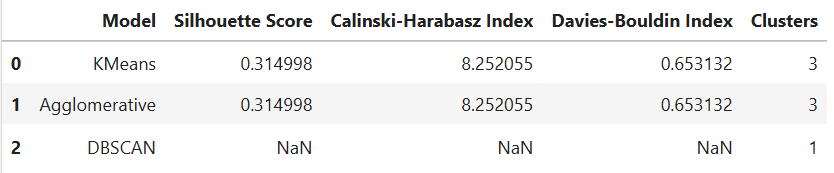 Model Silhouette Score Calinski-Harabasz Index Davies-Bouldin Index Clusters
0 KMeans 0.314998 8.252055 0.653132 3
1 Agglomerative 0.314998 8.252055 0.653132 3
2 DBSCAN NaN NaN NaN 1